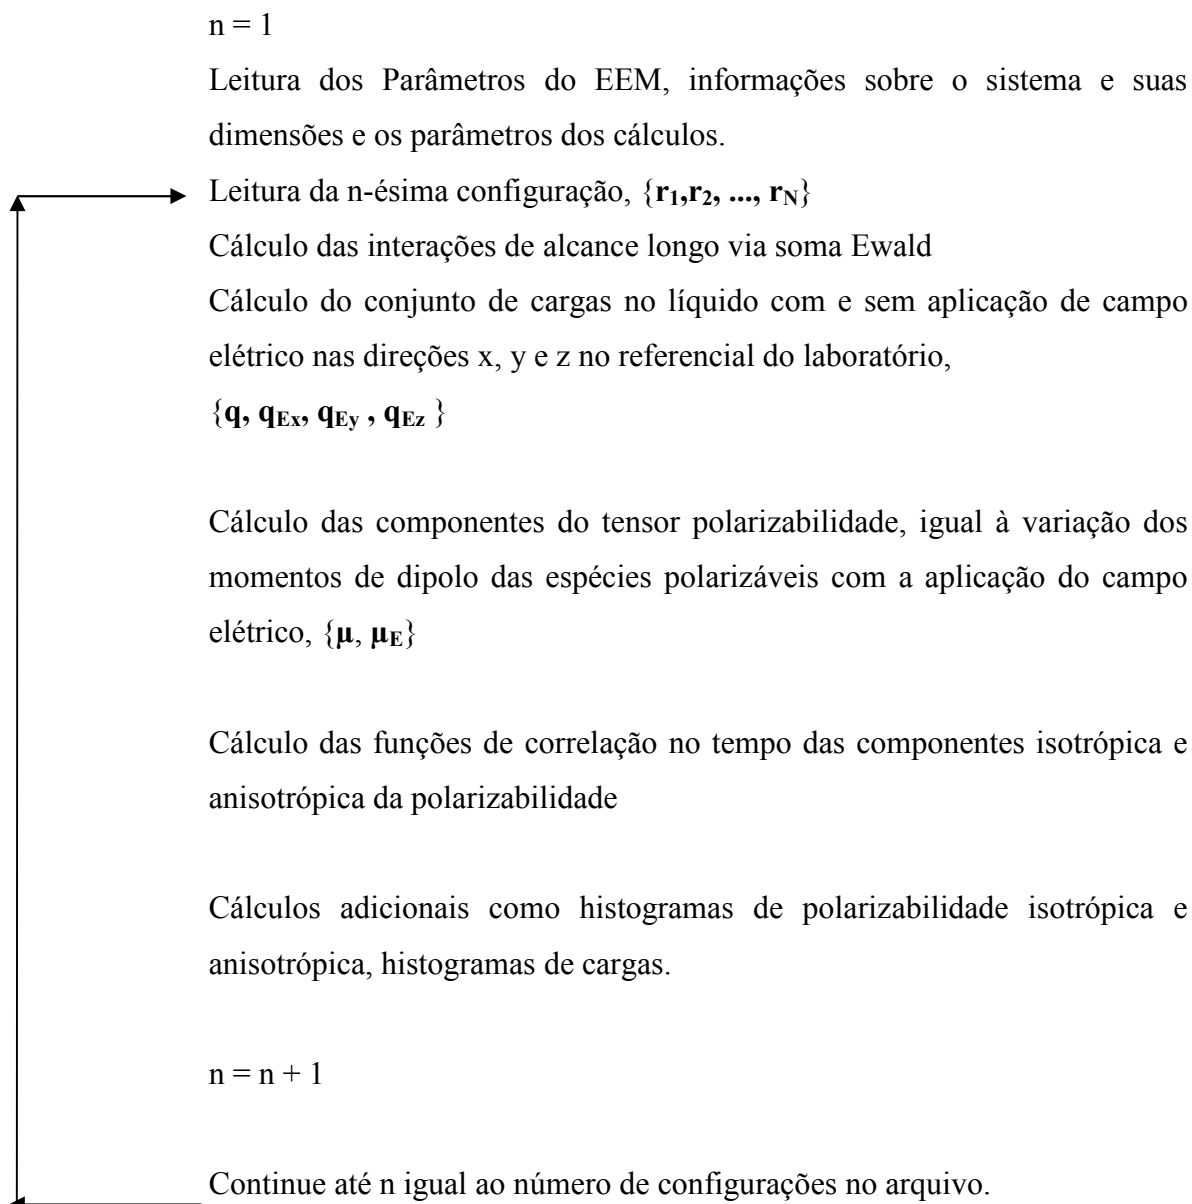 n = 1
Leitura dos Parâmetros do EEM, informações sobre o sistema e suas
dimensões e os parâmetros dos cálculos.
Leitura da n-ésima configuração, {r1,r2, ..., rN}
Cálculo das interações de alcance longo via soma Ewald
Cálculo do conjunto de cargas no líquido com e sem aplicação de campo
elétrico nas direções x, y e z no referencial do laboratório,
{q, qEx, qEy , qEz }
Cálculo das componentes do tensor polarizabilidade, igual à variação dos
momentos de dipolo das espécies polarizáveis com a aplicação do campo
elétrico, {μ, μE}
Cálculo das funções de correlação no tempo das componentes isotrópica e
anisotrópica da polarizabilidade
Cálculos adicionais como histogramas de polarizabilidade isotrópica e
anisotrópica, histogramas de cargas.
n = n + 1
Continue até n igual ao número de configurações no arquivo.